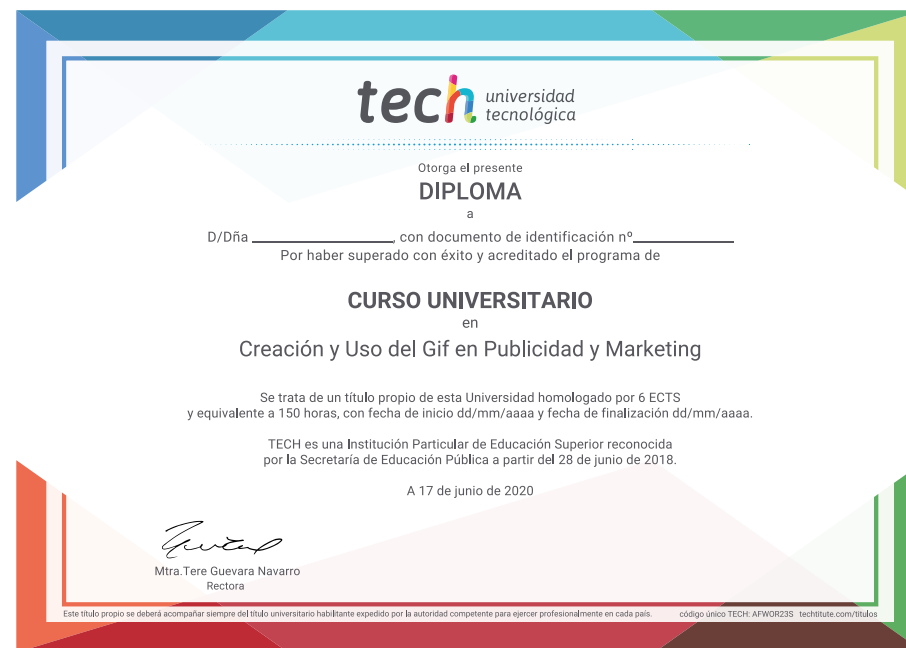 tech universidad
tecnológica
Otorga el presente
DIPLOMA
a
D/Dña ______________, con documento de identificación nº__________
Por haber superado con éxito y acreditado el programa de
CURSO UNIVERSITARIO
en
Creación y Uso del Gif en Publicidad y Marketing
Se trata de un título propio de esta Universidad homologado por 6 ECTS
y equivalente a 150 horas, con fecha de inicio dd/mm/aaaa y fecha de finalización dd/mm/aaaa.
TECH es una Institución Particular de Educación Superior reconocida
por la Secretaría de Educación Pública a partir del 28 de junio de 2018.
A 17 de junio de 2020
Mtra.Tere Guevara Navarro
Rectora
Este título propio se deberá acompañar siempre del título universitario habilitante expedido por la autoridad competente para ejercer profesionalmente en cada país. código único TECH: AFWOR23S techtitute.com/títulos